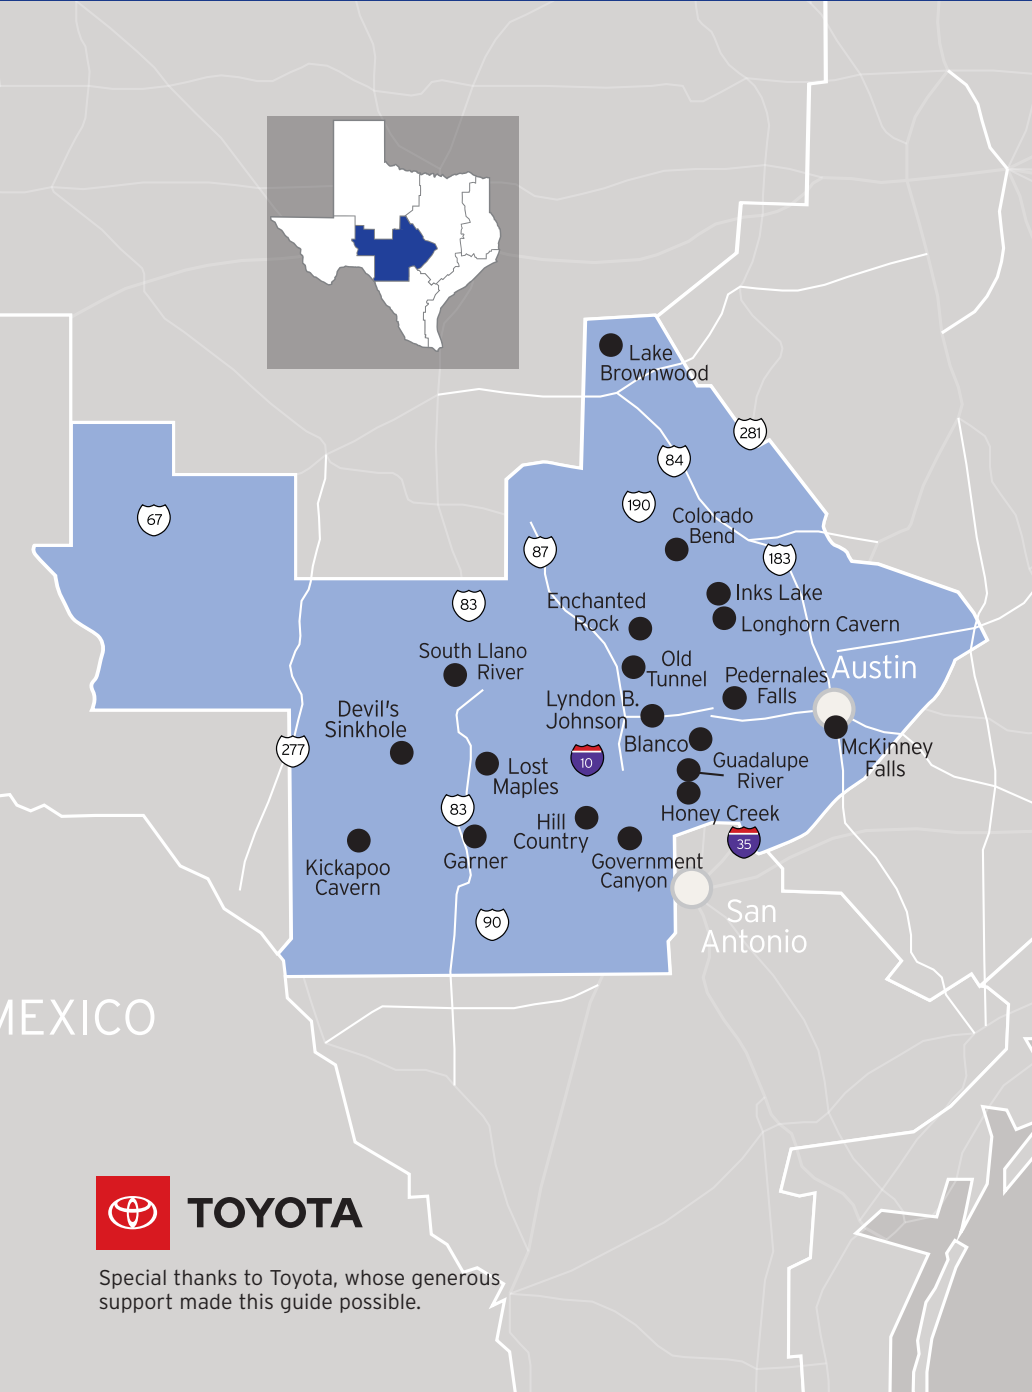 Lake
Brownwood
281
84
67
190
Colorado
Bend
87
183
Inks Lake
83
Enchanted
Rock
Longhorn Cavern
South Llano
River
Old
Tunnel
Pedernales
Falls
Austin
Lyndon B.
Johnson
Devil's
Sinkhole
277
Blanco
McKinney
Falls
10
Lost
Maples
Guadalupe
River
83
Honey Creek
Hill
Country
35
Garner
Government
Canyon
Kickapoo
Cavern
90
San
Antonio
MEXICO
TOYOTA
Special thanks to Toyota, whose generous
support made this guide possible.